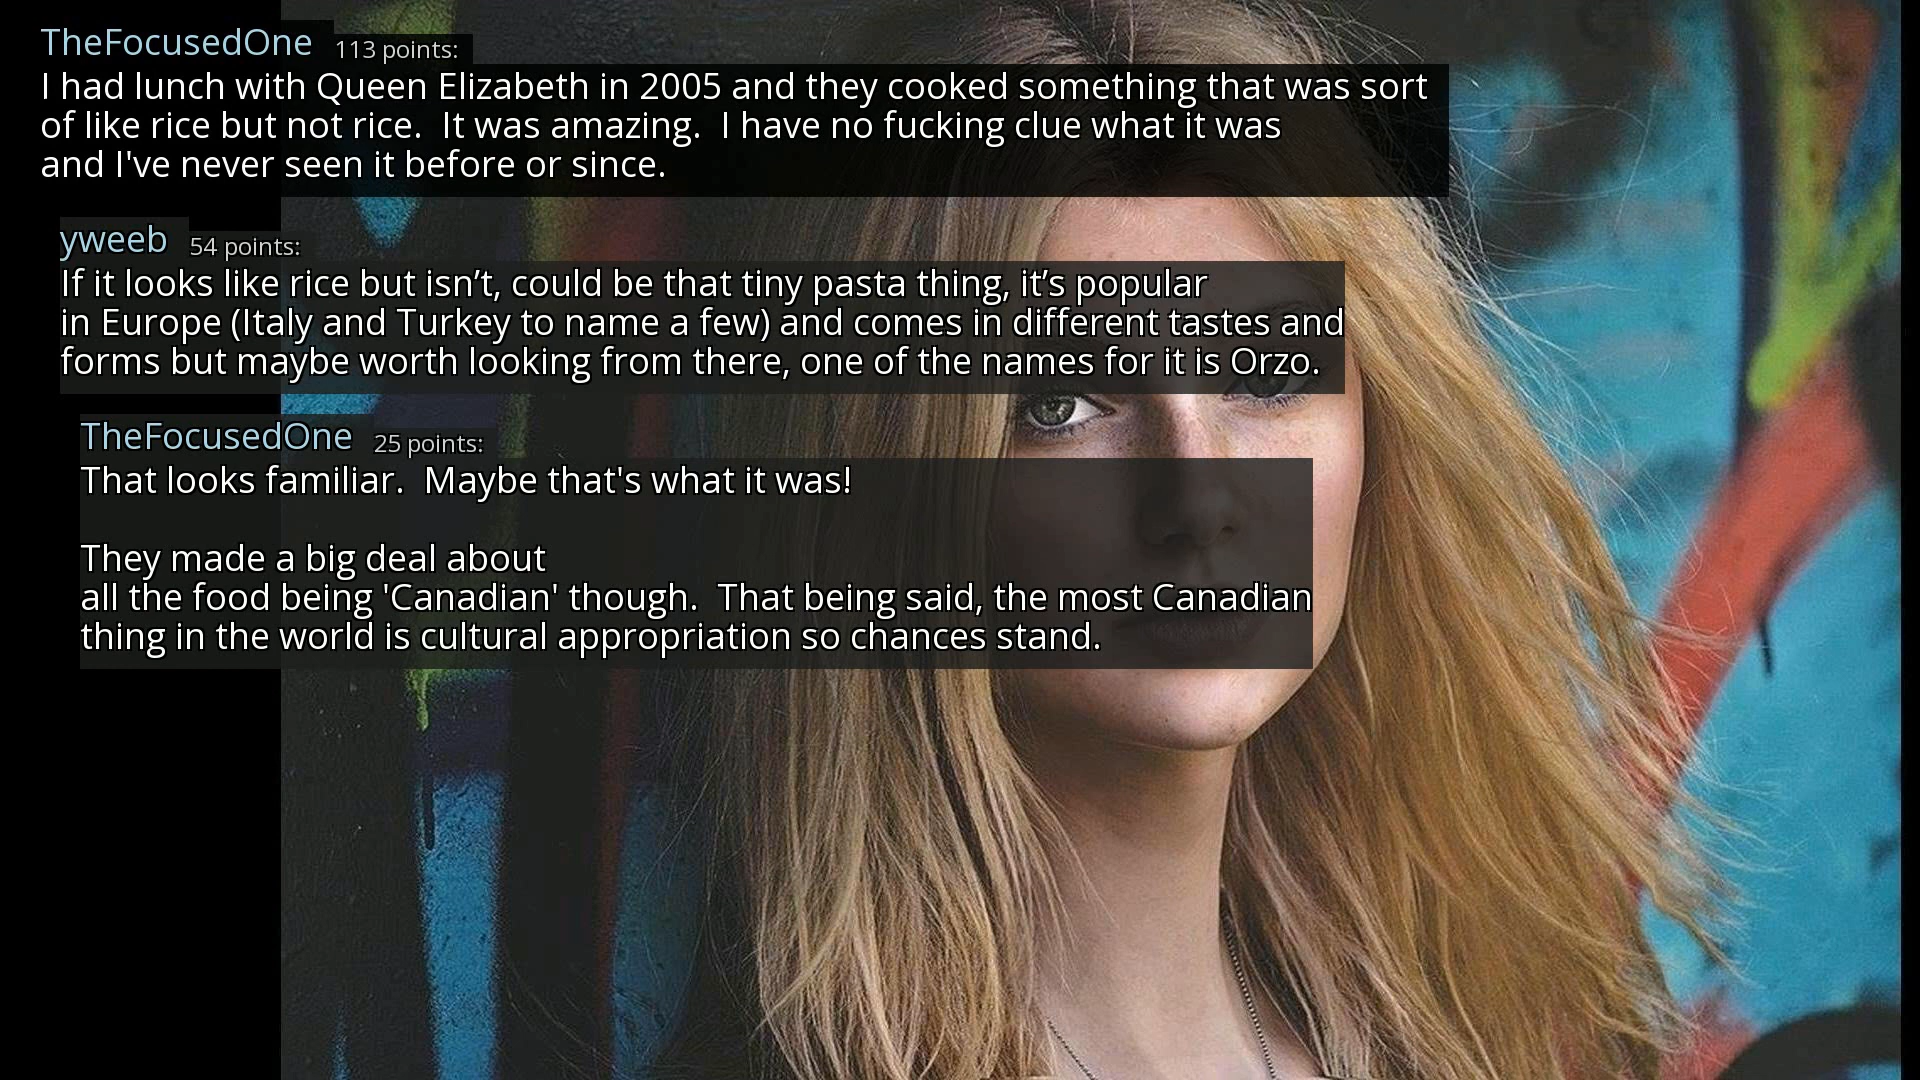 TheFocusedOne 113 points:
I had lunch with Queen Elizabeth in 2005 and they cooked something that was sort
of like rice but not rice.  It was amazing.  I have no fucking clue what it was
and I've never seen it before or since.
yweeb 54 points:
If it looks like rice but isn’t, could be that tiny pasta thing, it’s popular
in Europe (Italy and Turkey to name a few) and comes in different tastes and
forms but maybe worth looking from there, one of the names for it is Orzo.
TheFocusedOne 25 points:
That looks familiar.  Maybe that's what it was!
They made a big deal about
all the food being 'Canadian' though.  That being said, the most Canadian
thing in the world is cultural appropriation so chances stand.